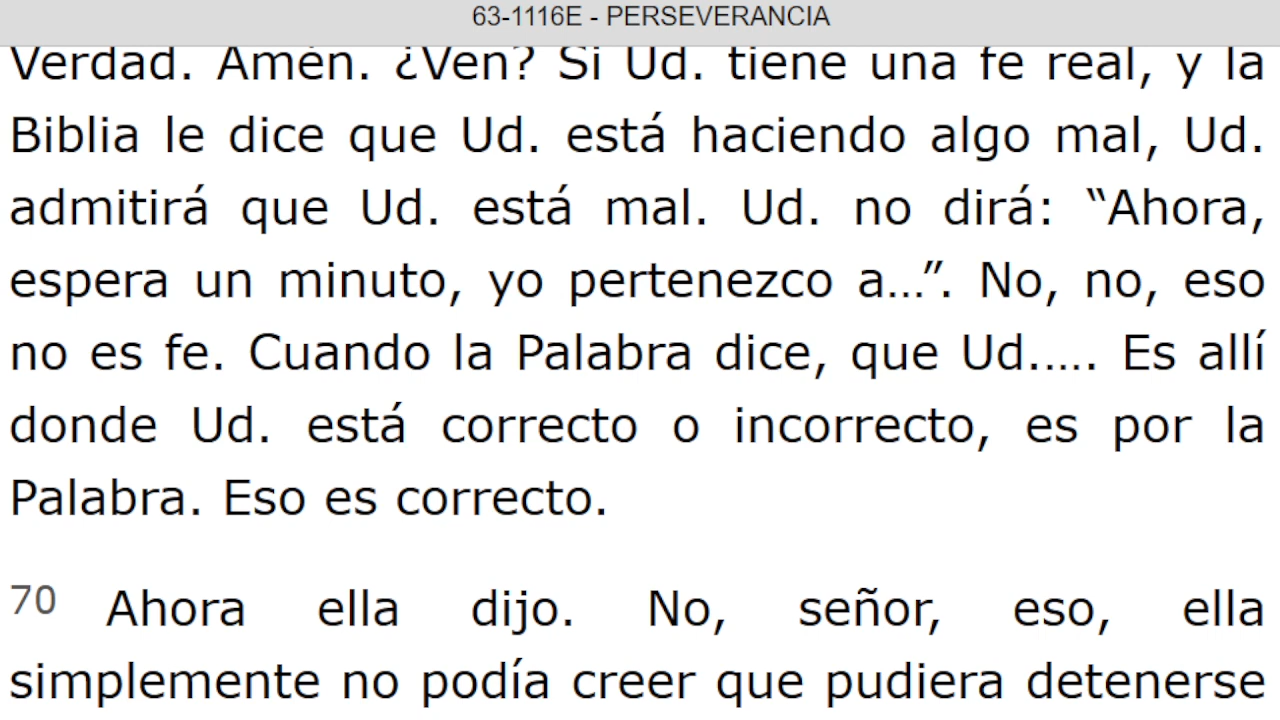 63-1116E - PERSEVERANCIA
Verdad. Amén. ¿Ven? Si Ud. tiene una fe real, y la
Biblia le dice que Ud. está haciendo algo mal, Ud.
admitirá que Ud. está mal. Ud. no dirá: “Ahora,
espera un minuto, yo pertenezco a…”. No, no, eso
no es fe. Cuando la Palabra dice, que Ud.…. Es allí
donde Ud. está correcto o incorrecto, es por la
Palabra. Eso es correcto.
70 Ahora ella dijo. No, señor, eso, ella
simplemente no podía creer que pudiera detenerse